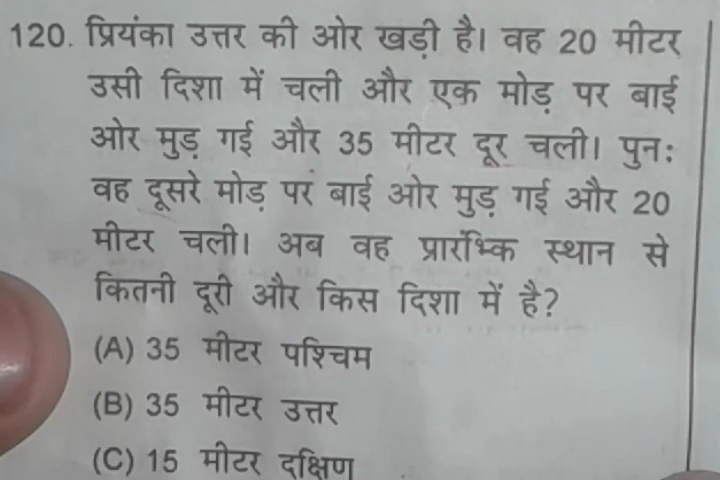 120. प्रियंका उत्तर की ओर खड़ी है। वह 20 मीटर
उसी दिशा में चली और एक मोड़ पर बाई
ओर मुड़ गई और 35 मीटर दूर चली। पुनः
वह दूसरे मोड़ पर बाई ओर मुड़ गई और 20
मीटर चली। अब वह प्रारंभ्कि स्थान से
कितनी दूरी और किस दिशा में है?
(A) 35 मीटर पश्चिम
(B) 35 मीटर उत्तर
(C) 15 मीटर दक्षिण